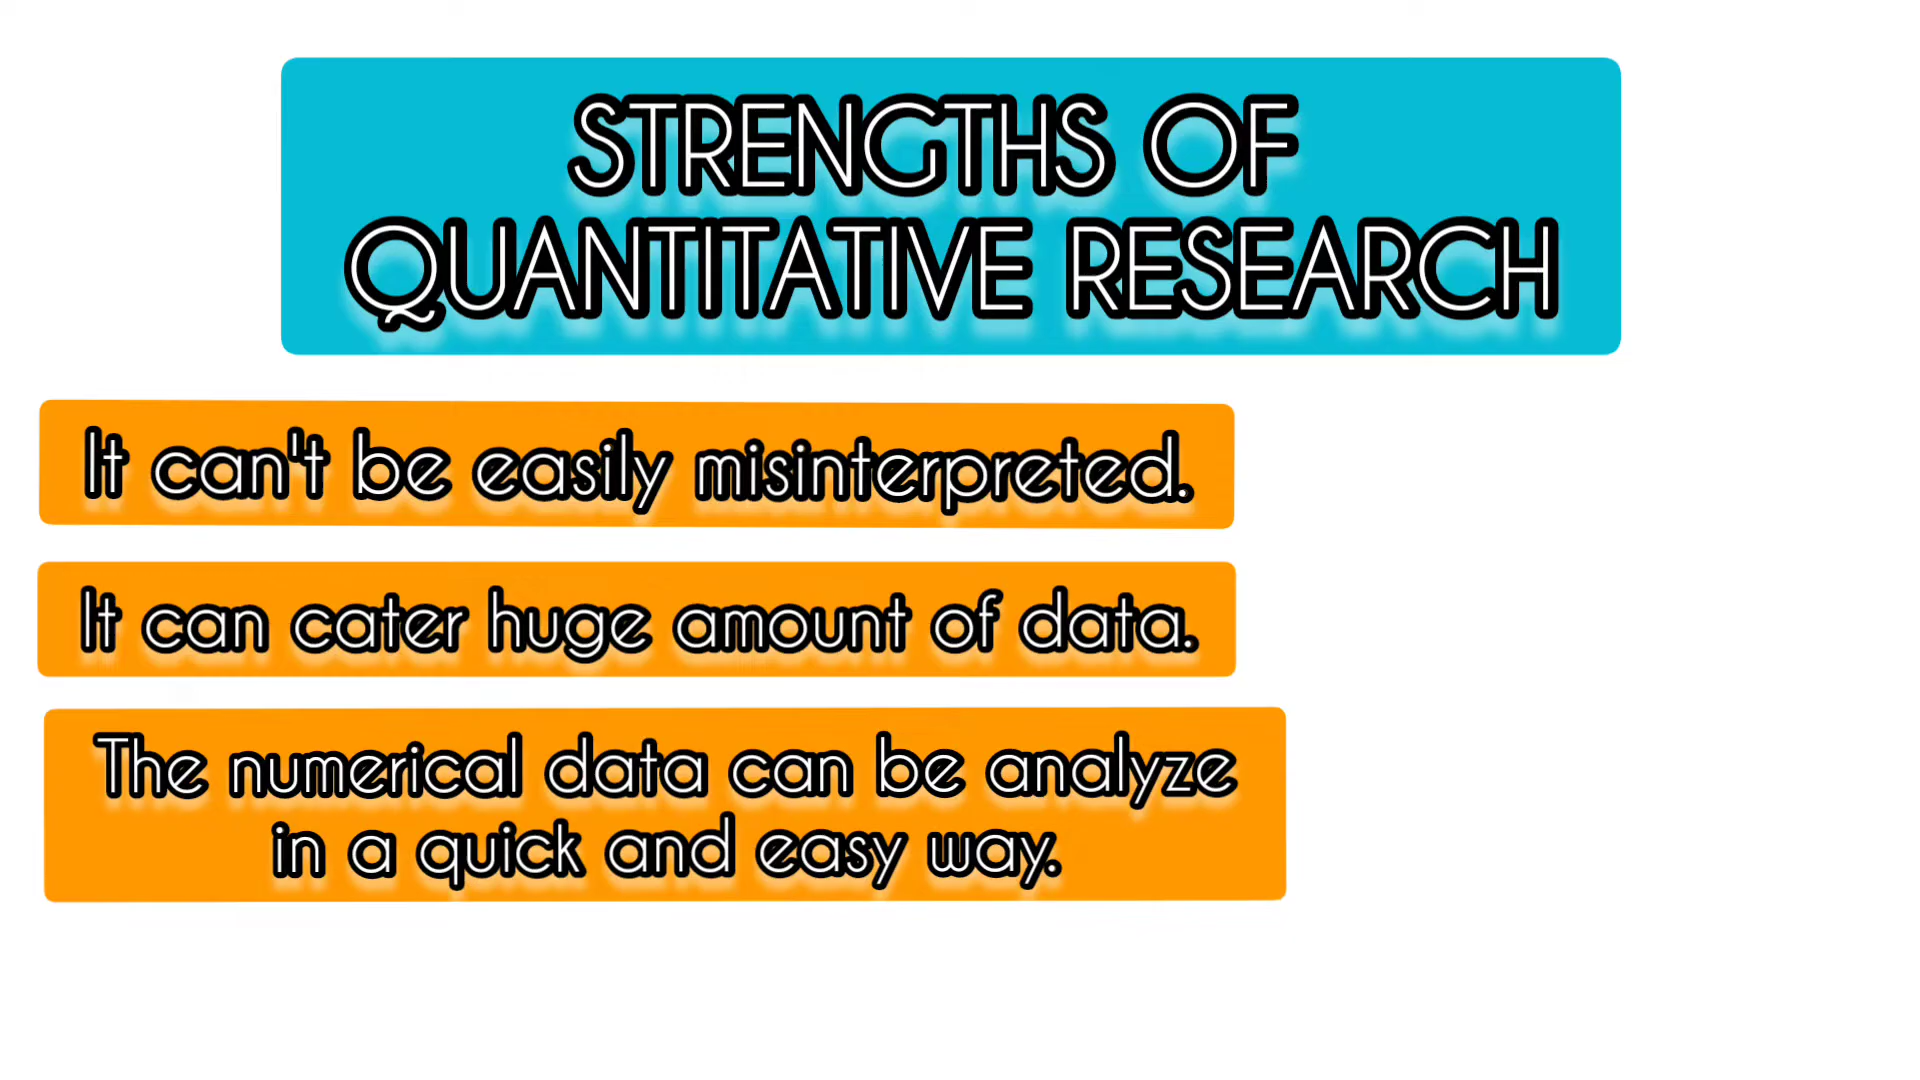 STRENGTHS OF
QUANTITATIVE RESEARCH
It can't be easily misinterpreted.
It can cater huge amount of data.
The numerical data can be analyze
in a quick and easy way.